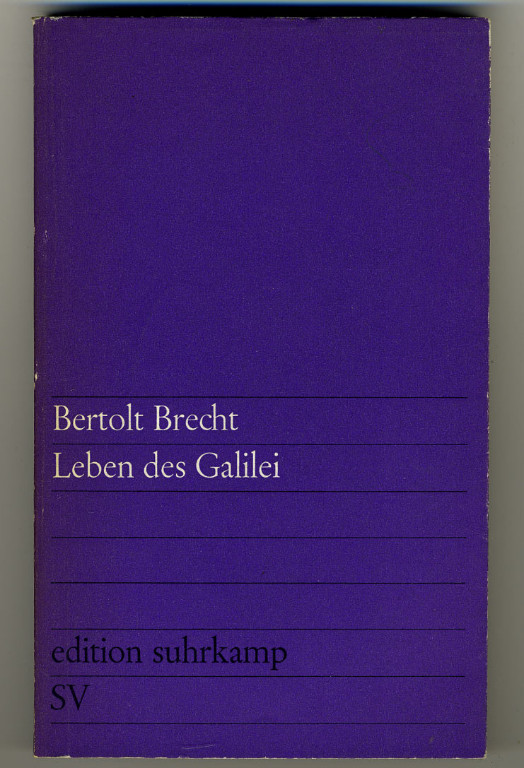 Bertolt Brecht
Leben des Galilei
edition suhrkamp
SV